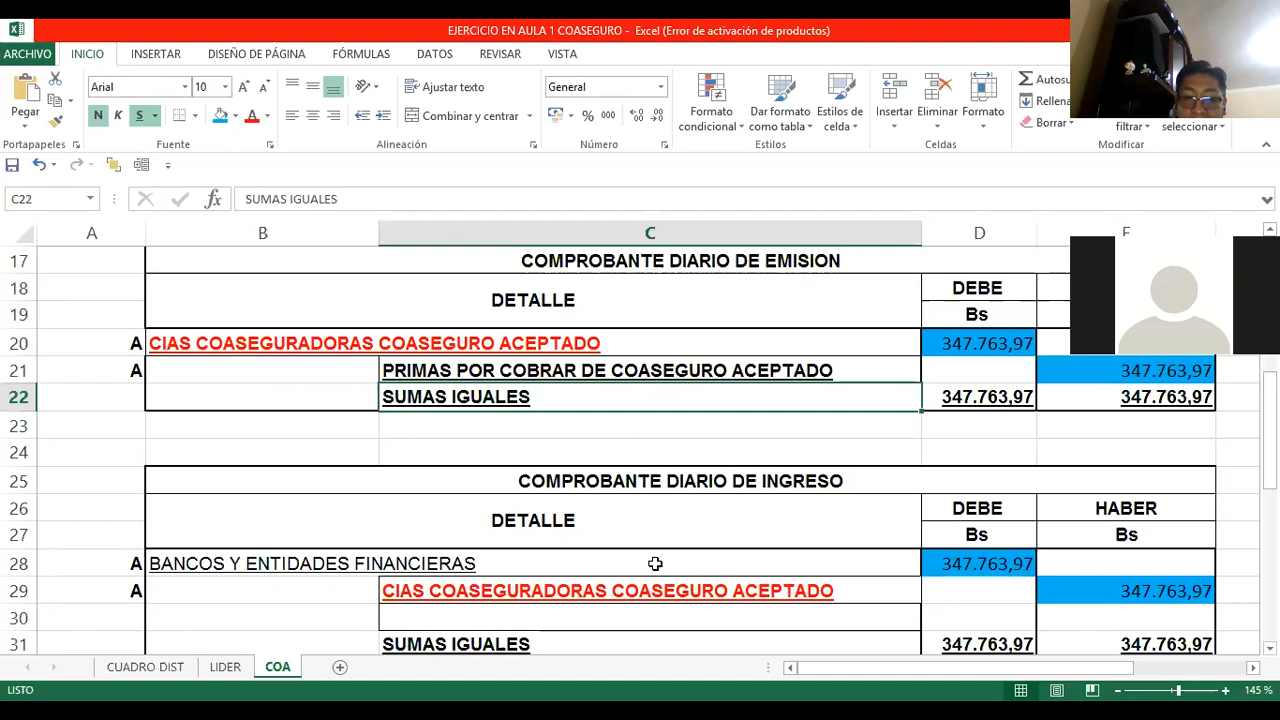 EJERCICIO EN AULA 1 COASEGURO - Excel (Error de activación de productos)
ARCHIVO INICIO INSERTAR DISEÑO DE PÁGINA FÓRMULAS DATOS REVISAR VISTA
Pegar
Arial 10
N K S
Ajustar texto
Combinar y centrar
General
% 000
Formato condicional
Dar formato como tabla
Estilos de celda
Insertar
Eliminar
Formato
Autosu
Rellena
Borrar
filtrar
seleccionar
Portapapeles Fuente Alineación Número Estilos Celdas Modificar
C22 fx SUMAS IGUALES
A B C D
17 COMPROBANTE DIARIO DE EMISION
18 DETALLE DEBE
19 Bs
20 A CIAS COASEGURADORAS COASEGURO ACEPTADO 347.763,97
21 A PRIMAS POR COBRAR DE COASEGURO ACEPTADO 347.763,97
22 SUMAS IGUALES 347.763,97 347.763,97
23
24
25 COMPROBANTE DIARIO DE INGRESO
26 DETALLE DEBE HABER
27 Bs Bs
28 A BANCOS Y ENTIDADES FINANCIERAS 347.763,97
29 A CIAS COASEGURADORAS COASEGURO ACEPTADO 347.763,97
30
31 SUMAS IGUALES 347.763,97 347.763,97
CUADRO DIST LIDER COA
LISTO 145 %